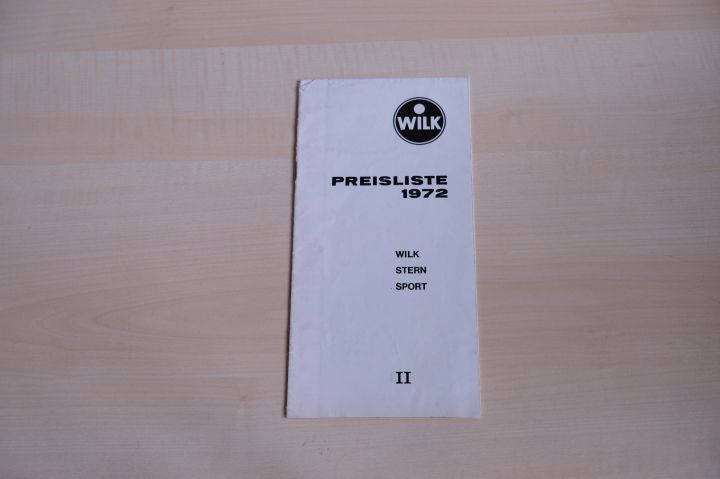 WILK
PREISLISTE
1972
WILK
STERN
SPORT
II